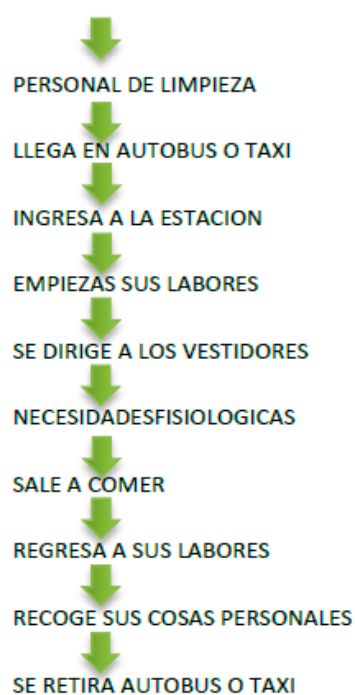 PERSONAL DE LIMPIEZA
LLEGA EN AUTOBUS O TAXI
INGRESA A LA ESTACION
EMPIEZAS SUS LABORES
SE DIRIGE A LOS VESTIDORES
NECESIDADESFISIOLOGICAS
SALE A COMER
REGRESA A SUS LABORES
RECOGE SUS COSAS PERSONALES
SE RETIRA AUTOBUS O TAXI